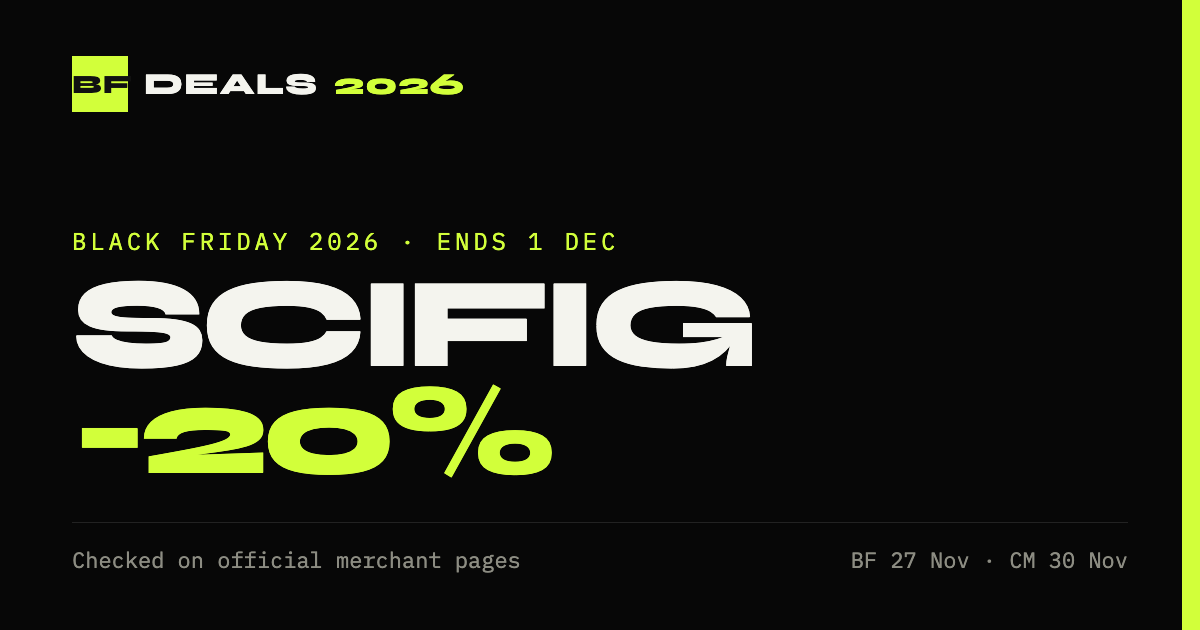 BF DEALS 2026
BLACK FRIDAY 2026 · ENDS 1 DEC
SCIFIG
-20%
Checked on official merchant pages
BF 27 Nov · CM 30 Nov